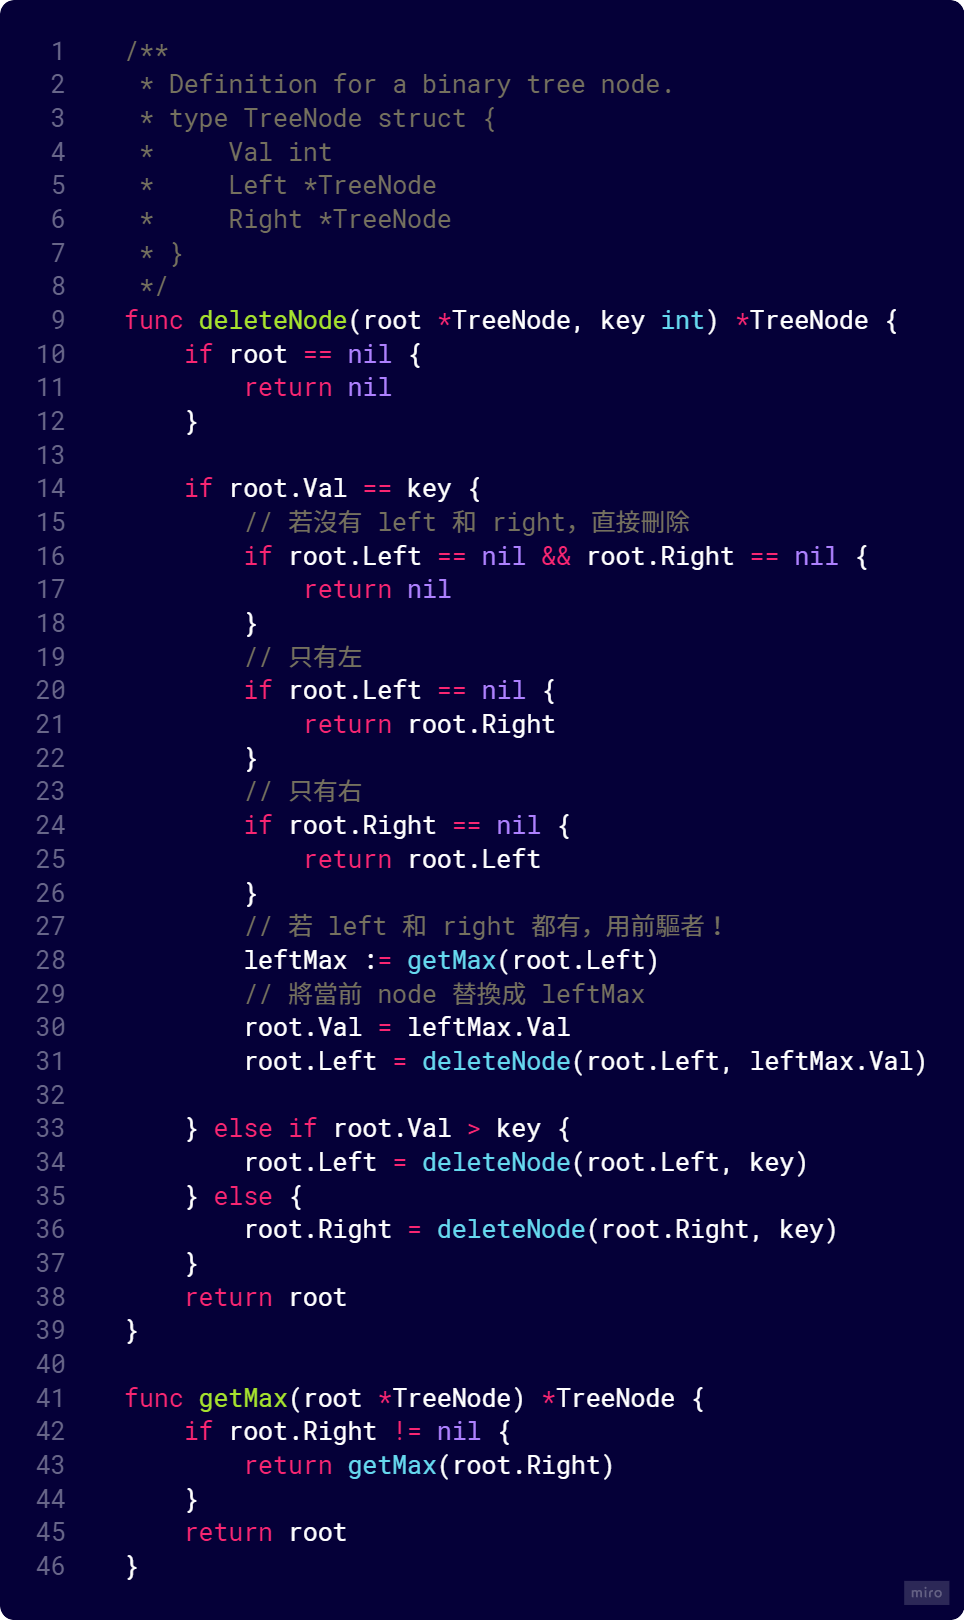 1 /**
2  * Definition for a binary tree node.
3  * type TreeNode struct {
4  *     Val int
5  *     Left *TreeNode
6  *     Right *TreeNode
7  * }
8  */
9 func deleteNode(root *TreeNode, key int) *TreeNode {
10     if root == nil {
11         return nil
12     }
13
14     if root.Val == key {
15         // 若沒有 left 和 right，直接刪除
16         if root.Left == nil && root.Right == nil {
17             return nil
18         }
19         // 只有左
20         if root.Left == nil {
21             return root.Right
22         }
23         // 只有右
24         if root.Right == nil {
25             return root.Left
26         }
27         // 若 left 和 right 都有，用前驅者！
28         leftMax := getMax(root.Left)
29         // 將當前 node 替換成 leftMax
30         root.Val = leftMax.Val
31         root.Left = deleteNode(root.Left, leftMax.Val)
32
33     } else if root.Val > key {
34         root.Left = deleteNode(root.Left, key)
35     } else {
36         root.Right = deleteNode(root.Right, key)
37     }
38     return root
39 }
40
41 func getMax(root *TreeNode) *TreeNode {
42     if root.Right != nil {
43         return getMax(root.Right)
44     }
45     return root
46 }
miro